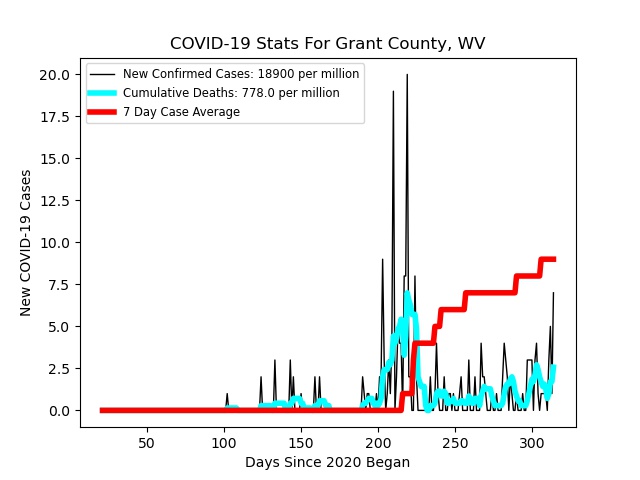 COVID-19 Stats For Grant County, WV
New Confirmed Cases: 18900 per million
Cumulative Deaths: 778.0 per million
7 Day Case Average
New COVID-19 Cases
20.0
17.5
15.0
12.5
10.0
7.5
5.0
2.5
0.0
50 100 150 200 250 300
Days Since 2020 Began